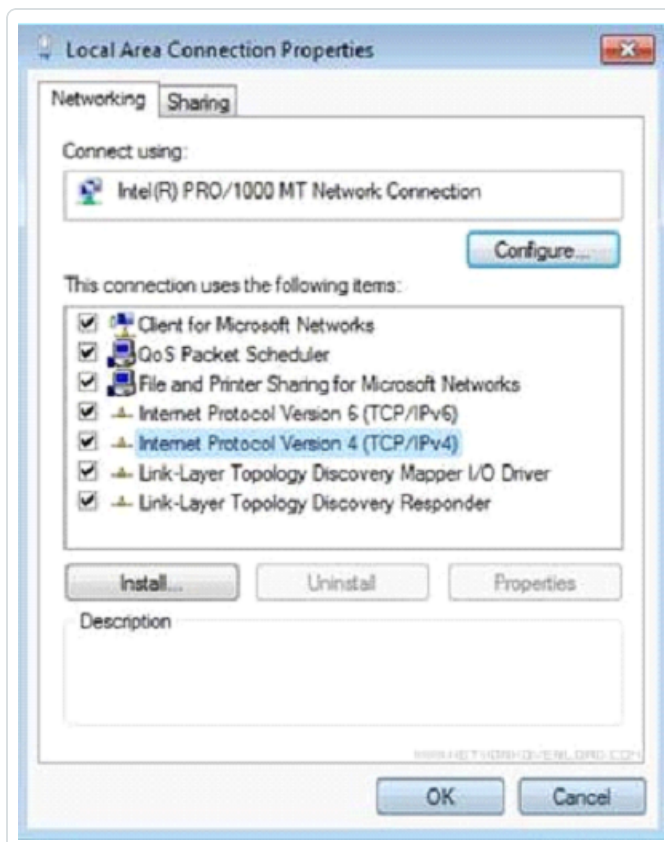 Local Area Connection Properties
Networking
Sharing
Connect using:
Intel(R) PRO/1000 MT Network Connection
Configure...
This connection uses the following items:
Client for Microsoft Networks
QoS Packet Scheduler
File and Printer Sharing for Microsoft Networks
Internet Protocol Version 6 (TCP/IPv6)
Internet Protocol Version 4 (TCP/IPv4)
Link-Layer Topology Discovery Mapper I/O Driver
Link-Layer Topology Discovery Responder
Install...
Uninstall
Properties
Description
OK
Cancel